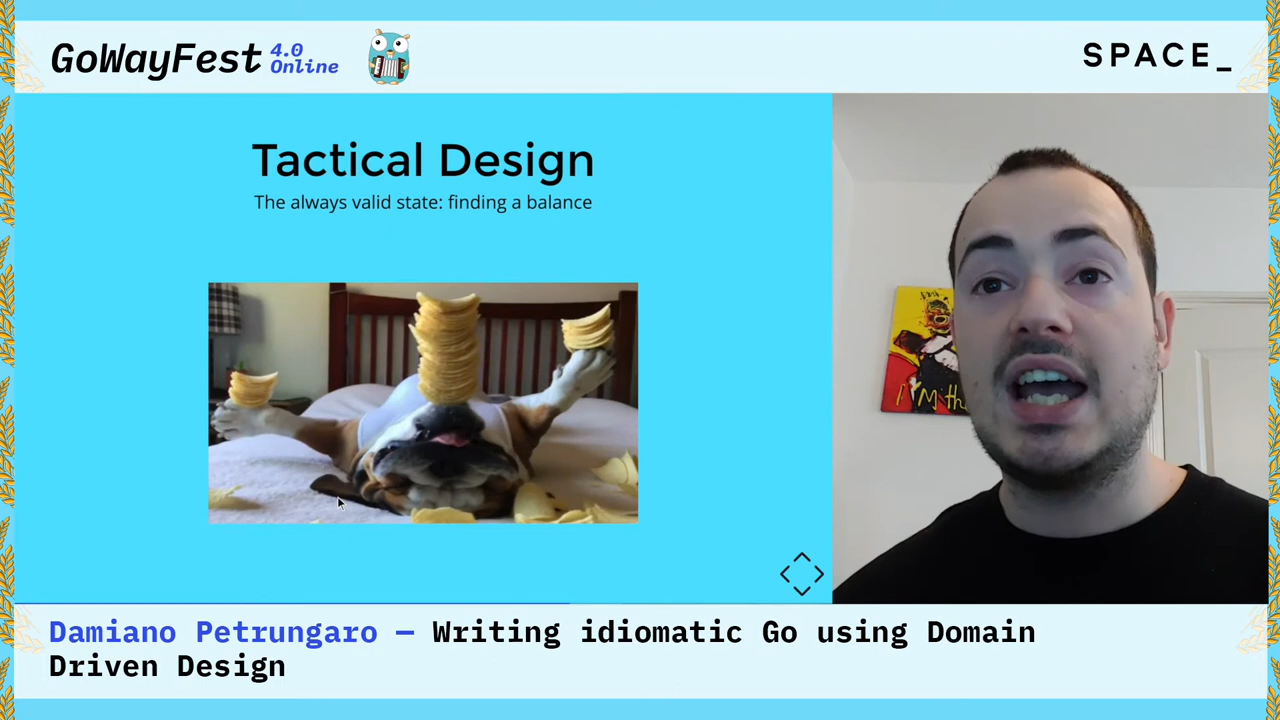 GoWayFest 4.0
Online
SPACE_
Tactical Design
The always valid state: finding a balance
I'M th
Damiano Petrungaro — Writing idiomatic Go using Domain
Driven Design